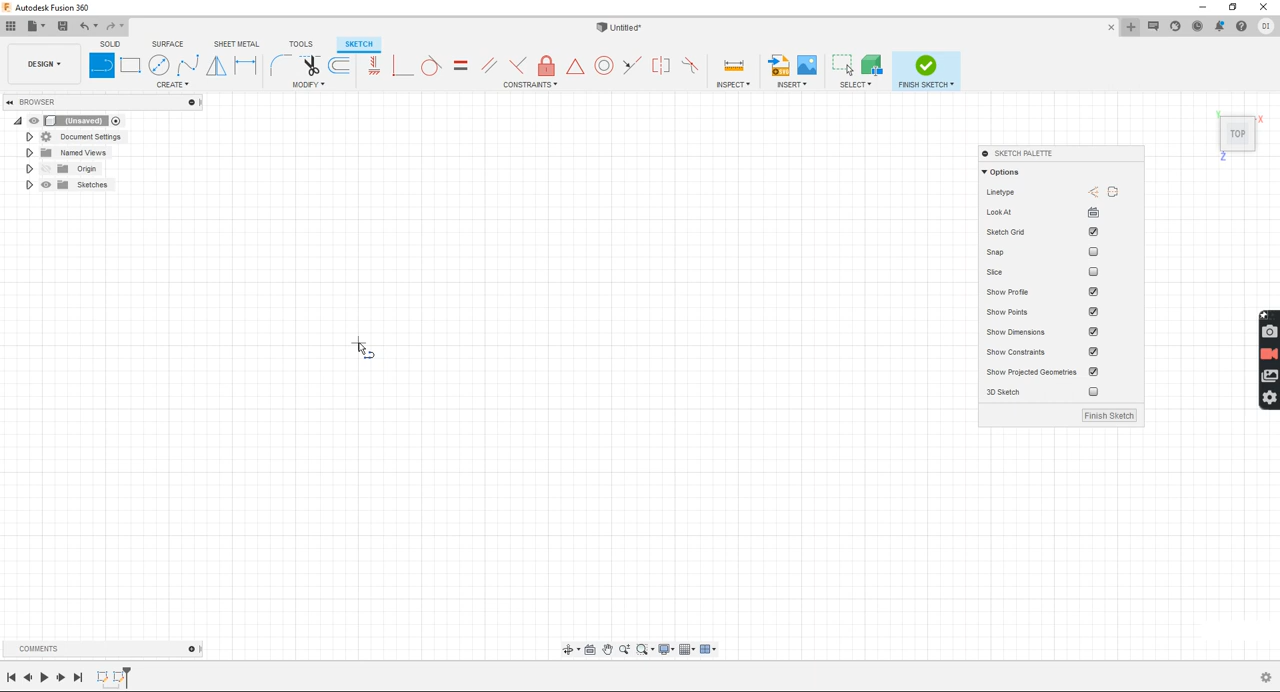 Autodesk Fusion 360
Untitled*
DI
SOLID
SURFACE
SHEET METAL
TOOLS
SKETCH
DESIGN
CREATE
MODIFY
CONSTRAINTS
INSPECT
INSERT
SELECT
FINISH SKETCH
BROWSER
(Unsaved)
Document Settings
Named Views
Origin
Sketches
Y
X
TOP
Z
SKETCH PALETTE
Options
Linetype
Look At
Sketch Grid
Snap
Slice
Show Profile
Show Points
Show Dimensions
Show Constraints
Show Projected Geometries
3D Sketch
Finish Sketch
COMMENTS